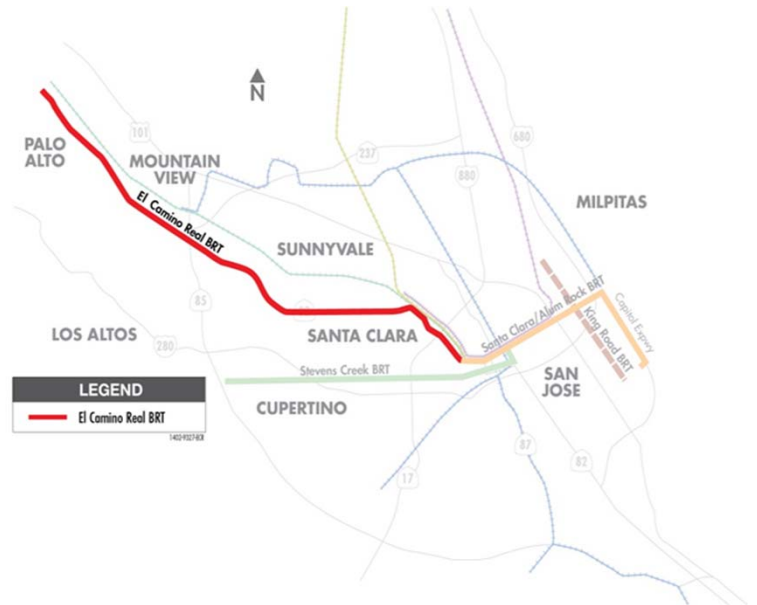 N
101
237
680
880
PALO
ALTO
MOUNTAIN
VIEW
MILPITAS
El Camino Real BRT
SUNNYVALE
85
Santa Clara/Alum Rock BRT
Capitol Expwy
King Road BRT
LOS ALTOS
280
SANTA CLARA
Stevens Creek BRT
SAN
JOSE
CUPERTINO
LEGEND
El Camino Real BRT
87
82
17